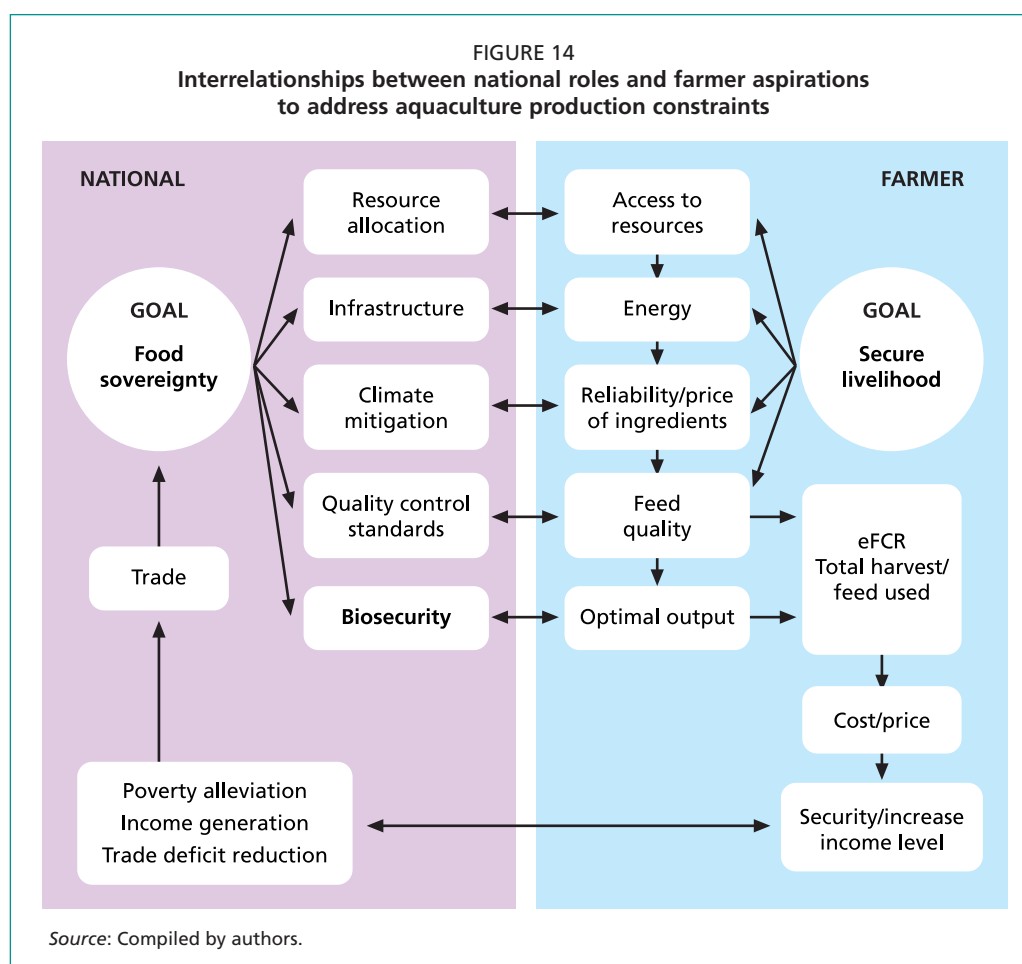 FIGURE 14
Interrelationships between national roles and farmer aspirations
to address aquaculture production constraints
NATIONAL
GOAL
Food
sovereignty
Trade
Poverty alleviation
Income generation
Trade deficit reduction
Resource
allocation
Infrastructure
Climate
mitigation
Quality control
standards
Biosecurity
FARMER
Access to
resources
Energy
Reliability/price
of ingredients
Feed
quality
Optimal output
GOAL
Secure
livelihood
eFCR
Total harvest/
feed used
Cost/price
Security/increase
income level
Source: Compiled by authors.